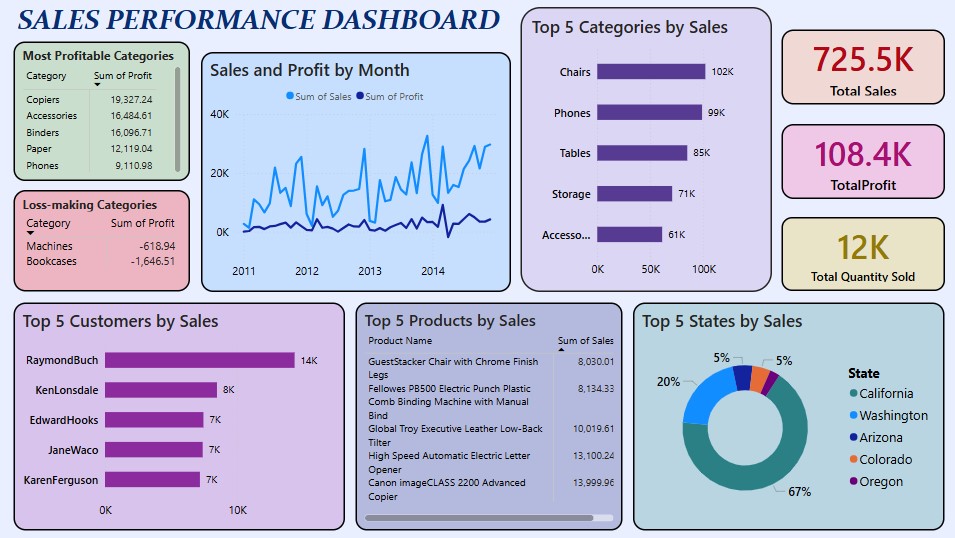 SALES PERFORMANCE DASHBOARD
Most Profitable Categories
Category Sum of Profit
Copiers 19,327.24
Accessories 16,484.61
Binders 16,096.71
Paper 12,119.04
Phones 9,110.98
Loss-making Categories
Category Sum of Profit
Machines -618.94
Bookcases -1,646.51
Sales and Profit by Month
Sum of Sales Sum of Profit
40K
20K
0K
2011 2012 2013 2014
Top 5 Categories by Sales
Chairs 102K
Phones 99K
Tables 85K
Storage 71K
Accesso... 61K
0K 50K 100K
725.5K
Total Sales
108.4K
TotalProfit
12K
Total Quantity Sold
Top 5 Customers by Sales
RaymondBuch 14K
KenLonsdale 8K
EdwardHooks 7K
JaneWaco 7K
KarenFerguson 7K
0K 10K
Top 5 Products by Sales
Product Name Sum of Sales
GuestStacker Chair with Chrome Finish 8,030.01
Legs
Fellowes PB500 Electric Punch Plastic 8,134.33
Comb Binding Machine with Manual
Bind
Global Troy Executive Leather Low-Back 10,019.61
Tilter
High Speed Automatic Electric Letter 13,100.24
Opener
Canon imageCLASS 2200 Advanced 13,999.96
Copier
Top 5 States by Sales
5% 5%
20%
67%
State
California
Washington
Arizona
Colorado
Oregon